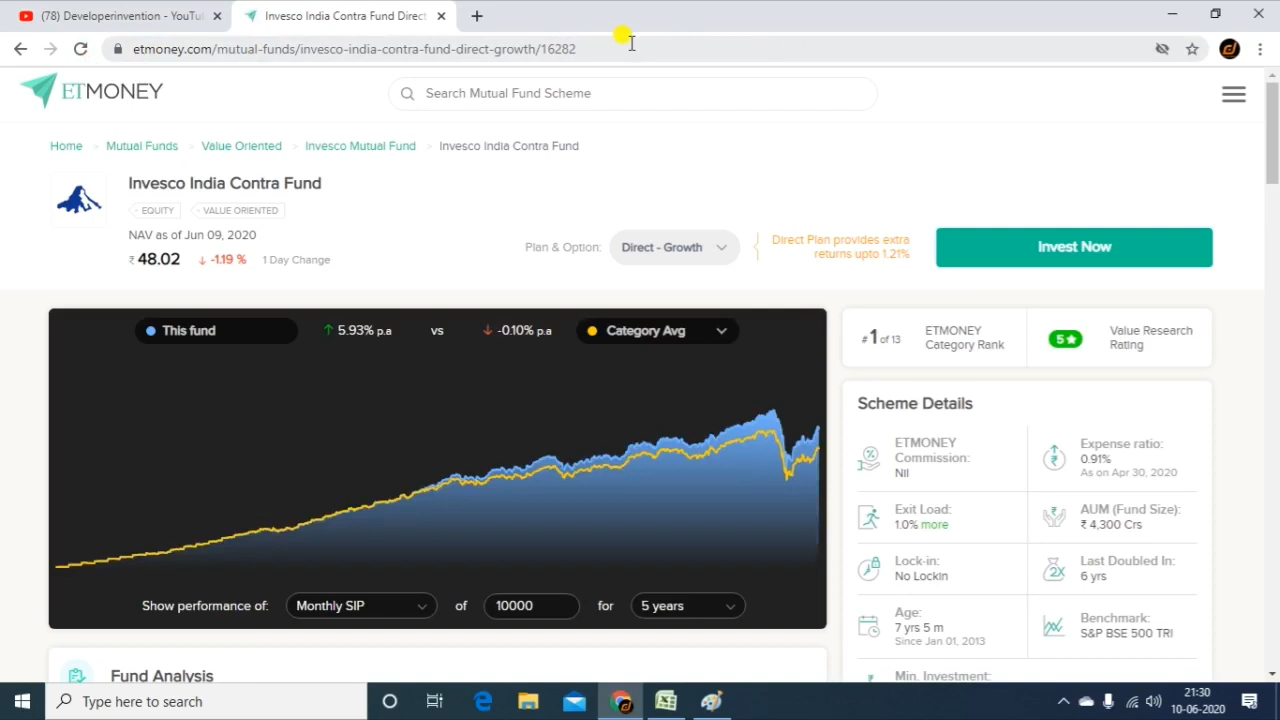 (78) Developerinvention - YouTu
Invesco India Contra Fund Direct
etmoney.com/mutual-funds/invesco-india-contra-fund-direct-growth/16282
ETMONEY
Search Mutual Fund Scheme
Home > Mutual Funds > Value Oriented > Invesco Mutual Fund > Invesco India Contra Fund
Invesco India Contra Fund
EQUITY VALUE ORIENTED
NAV as of Jun 09, 2020
₹ 48.02 ↓ -1.19 % 1 Day Change
Plan & Option: Direct - Growth
Direct Plan provides extra
returns upto 1.21%
Invest Now
This fund ↑ 5.93% p.a vs ↓ -0.10% p.a Category Avg
Show performance of: Monthly SIP of 10000 for 5 years
Fund Analysis
#1 of 13
ETMONEY
Category Rank
5★
Value Research
Rating
Scheme Details
ETMONEY
Commission:
Nil
Expense ratio:
0.91%
As on Apr 30, 2020
Exit Load:
1.0% more
AUM (Fund Size):
₹ 4,300 Crs
Lock-in:
No Lockin
Last Doubled In:
2X
6 yrs
Age:
7 yrs 5 m
Since Jan 01, 2013
Benchmark:
S&P BSE 500 TRI
Min. Investment:
Type here to search
21:30
10-06-2020